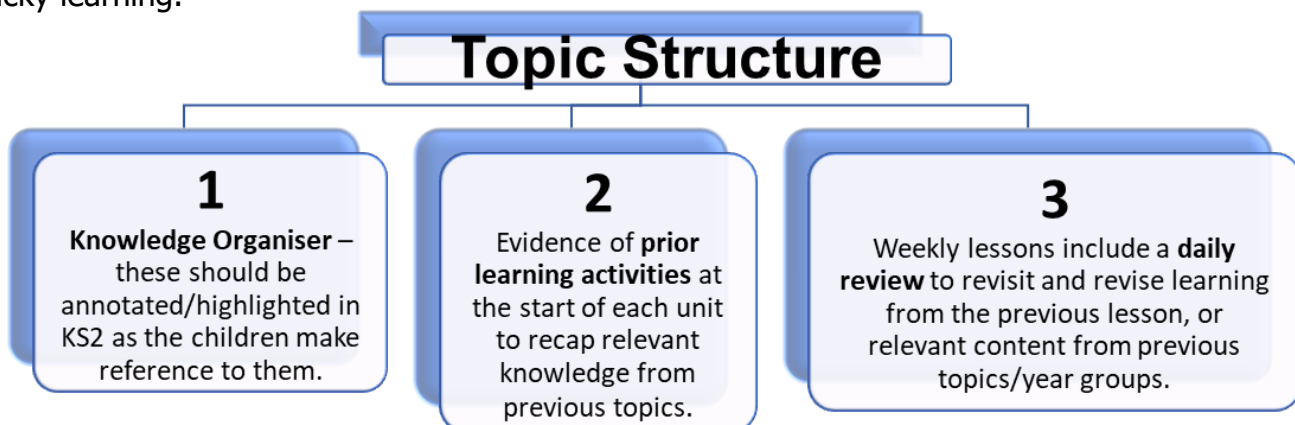 learning.
Topic Structure
1
Knowledge Organiser –
these should be
annotated/highlighted in
KS2 as the children make
reference to them.
2
Evidence of prior
learning activities at
the start of each unit
to recap relevant
knowledge from
previous topics.
3
Weekly lessons include a daily
review to revisit and revise learning
from the previous lesson, or
relevant content from previous
topics/year groups.